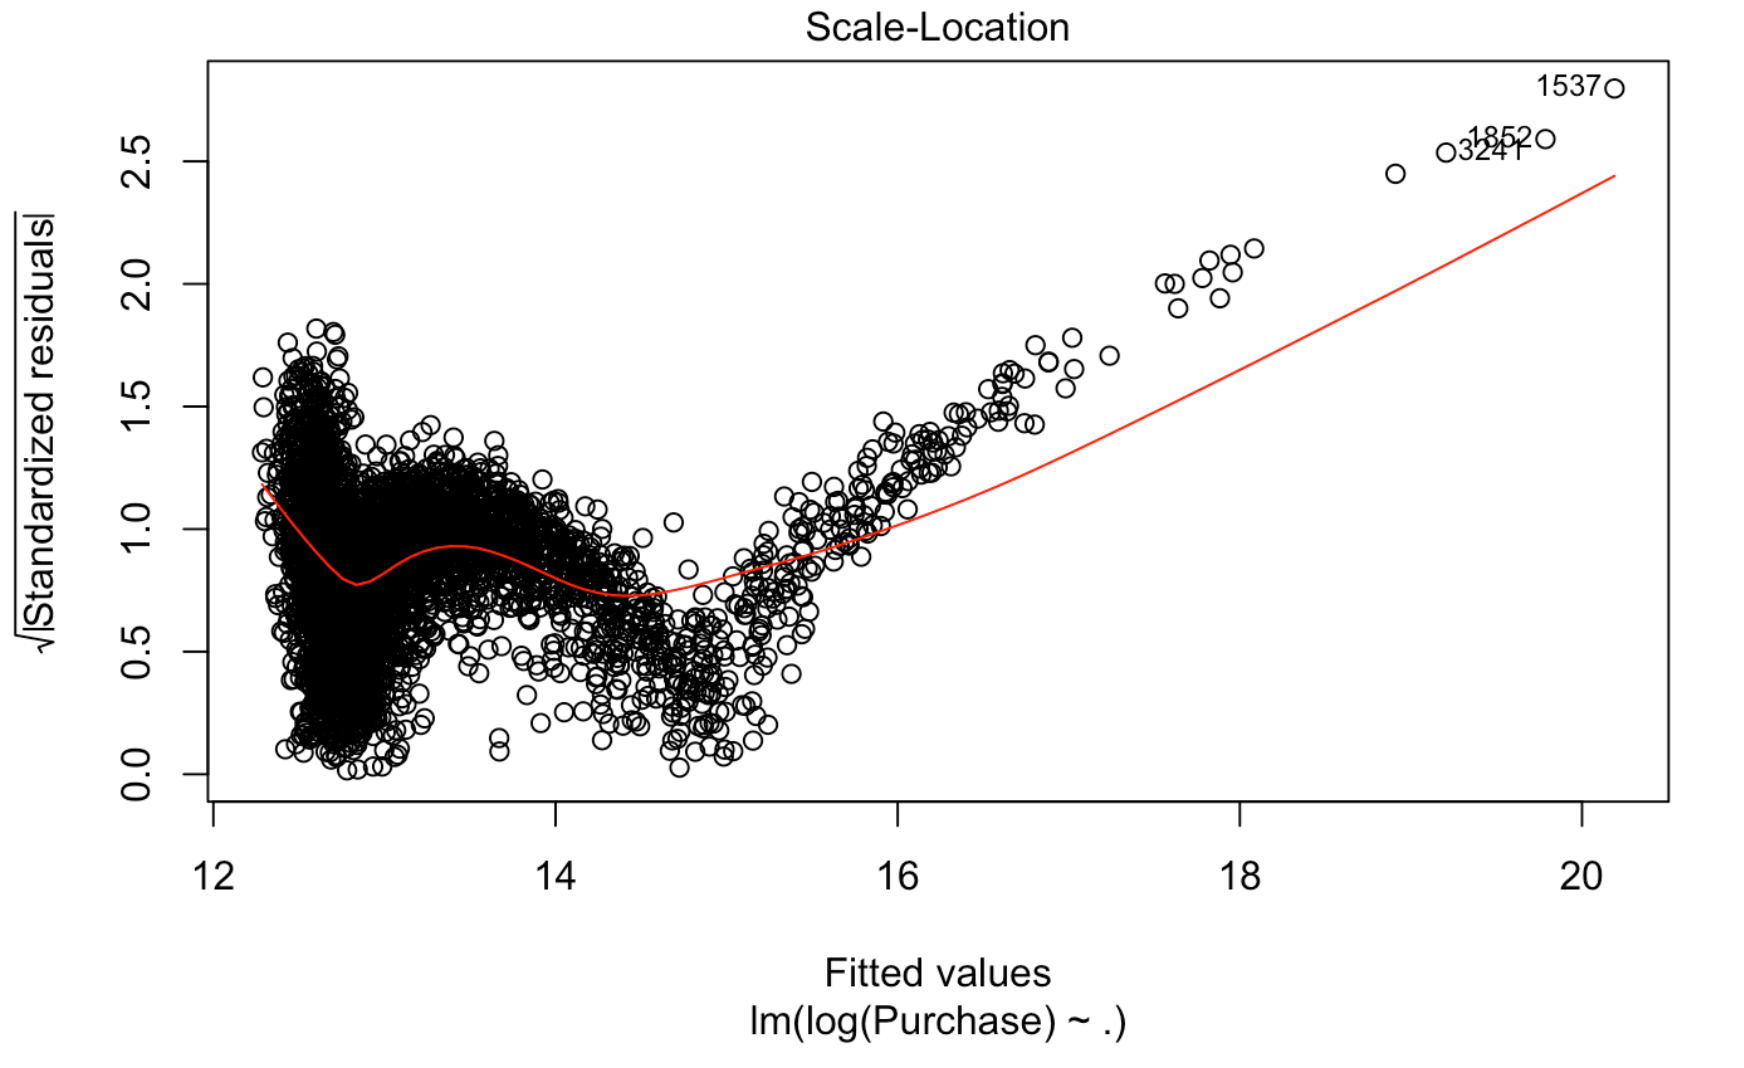 Scale-Location
1537
1852
3241
2.5
2.0
1.5
1.0
0.5
0.0
√|Standardized residuals|
12 14 16 18 20
Fitted values
lm(log(Purchase) ~ .)